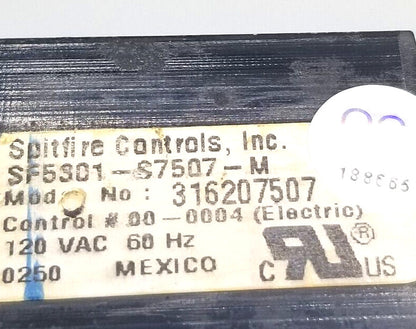 Spitfire Controls, Inc.
SF5301-S7507-M
Mod No: 316207507
Control # 00-0004 (Electric)
120 VAC 60 Hz
0250 MEXICO
C US
®
188665